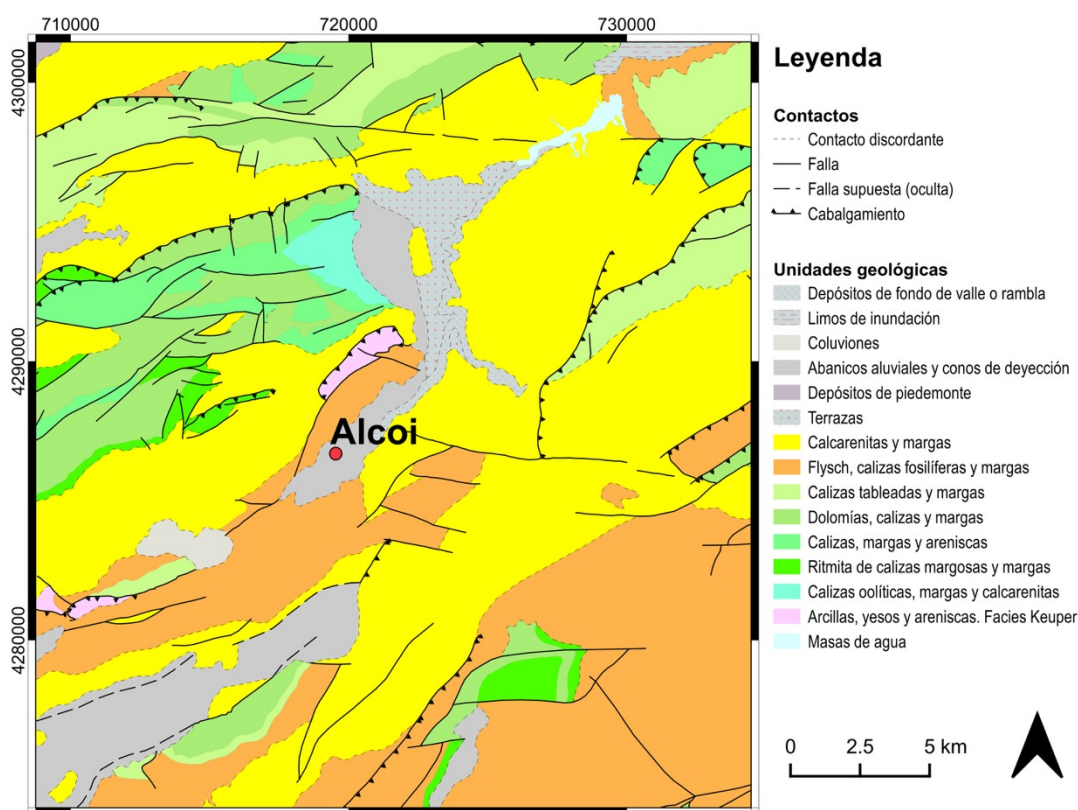 710000
720000
730000
4300000
4290000
4280000
Alcoi
Leyenda
Contactos
Contacto discordante
Falla
Falla supuesta (oculta)
Cabalgamiento
Unidades geológicas
Depósitos de fondo de valle o rambla
Limos de inundación
Coluviones
Abanicos aluviales y conos de deyección
Depósitos de piedemonte
Terrazas
Calcarenitas y margas
Flysch, calizas fosilíferas y margas
Calizas tableadas y margas
Dolomías, calizas y margas
Calizas, margas y areniscas
Ritmita de calizas margosas y margas
Calizas oolíticas, margas y calcarenitas
Arcillas, yesos y areniscas. Facies Keuper
Masas de agua
0 2.5 5 km